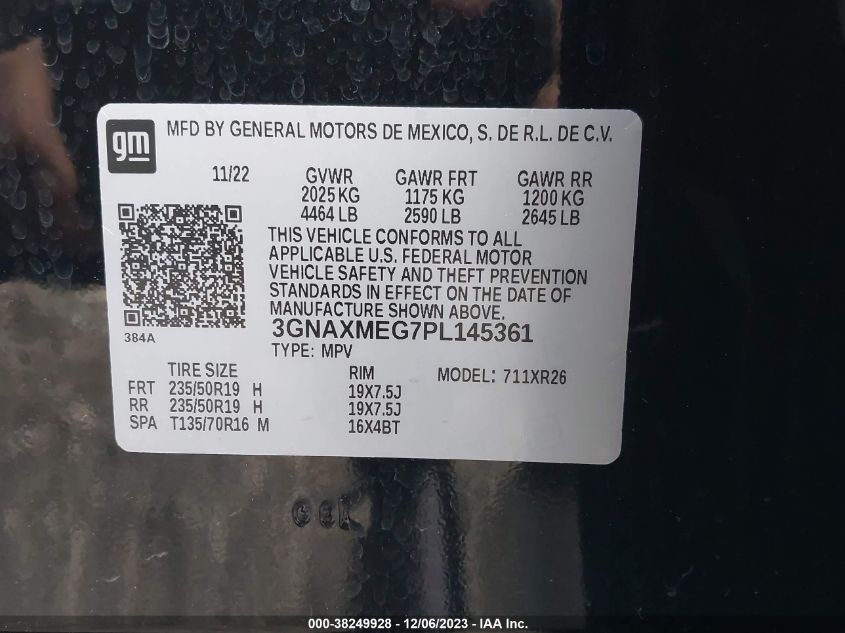 gm
MFD BY GENERAL MOTORS DE MEXICO, S. DE R.L. DE C.V.
11/22 GVWR GAWR FRT GAWR RR
2025 KG 1175 KG 1200 KG
4464 LB 2590 LB 2645 LB
THIS VEHICLE CONFORMS TO ALL
APPLICABLE U.S. FEDERAL MOTOR
VEHICLE SAFETY AND THEFT PREVENTION
STANDARDS IN EFFECT ON THE DATE OF
MANUFACTURE SHOWN ABOVE.
384A
3GNAXMEG7PL145361
TYPE: MPV
TIRE SIZE RIM MODEL: 711XR26
FRT 235/50R19 H 19X7.5J
RR 235/50R19 H 19X7.5J
SPA T135/70R16 M 16X4BT
000-38249928 - 12/06/2023 - IAA Inc.